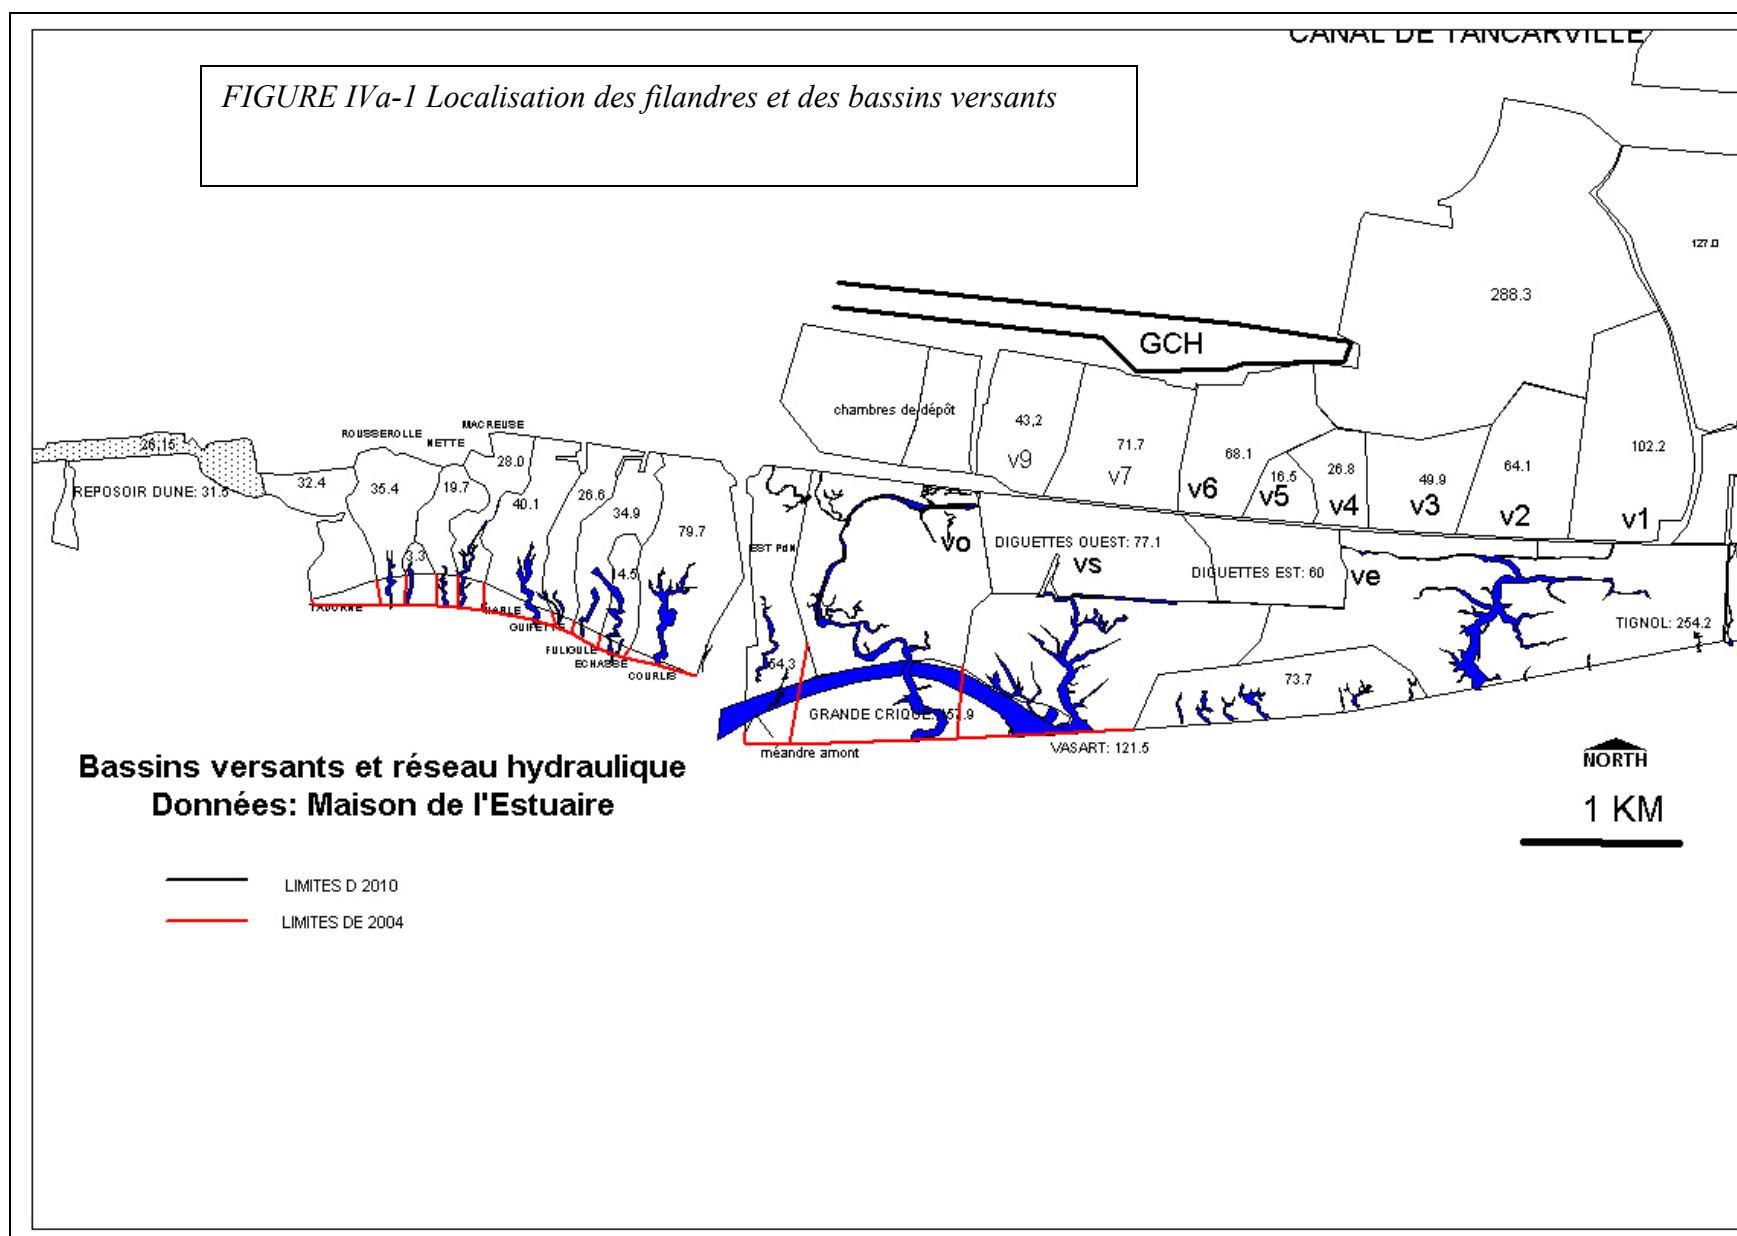 CANAL DE TANCARVILLE
FIGURE IVa-1 Localisation des filandres et des bassins versants
127.0
288.3
GCH
chambres de dépôt
43,2
v9
71.7
v7
68.1
v6
16.5
v5
26.8
v4
49.9
v3
64.1
v2
102.2
v1
MACREUSE
ROUSSEROLLE
NETTE
26,15
REPOSOIR DUNE: 31.5
32.4
35.4
19.7
28.0
40.1
26.6
34.9
79.7
3.3
14.5
TADORNE
HARLE
GUIFETTE
FULIGULE
ECHASSE
COURLIS
EST PdN
54.3
vo
DIGUETTES OUEST: 77.1
vs
DIGUETTES EST: 60
ve
TIGNOL: 254.2
73.7
GRANDE CRIQUE: 157.9
méandre amont
VASART: 121.5
Bassins versants et réseau hydraulique
Données: Maison de l'Estuaire
NORTH
1 KM
LIMITES D 2010
LIMITES DE 2004